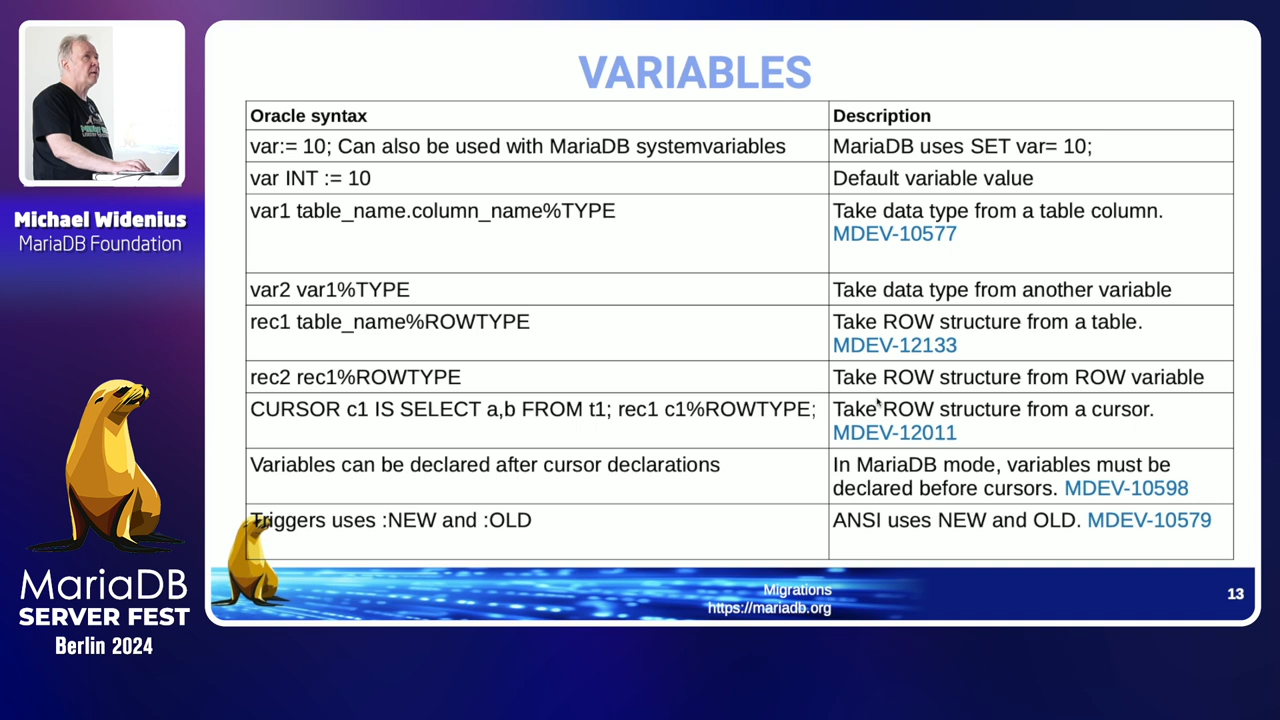 VARIABLES
Oracle syntax
Description
var:= 10; Can also be used with MariaDB systemvariables
MariaDB uses SET var= 10;
var INT := 10
Default variable value
var1 table_name.column_name%TYPE
Take data type from a table column.
MDEV-10577
var2 var1%TYPE
Take data type from another variable
rec1 table_name%ROWTYPE
Take ROW structure from a table.
MDEV-12133
rec2 rec1%ROWTYPE
Take ROW structure from ROW variable
CURSOR c1 IS SELECT a,b FROM t1; rec1 c1%ROWTYPE;
Take ROW structure from a cursor.
MDEV-12011
Variables can be declared after cursor declarations
In MariaDB mode, variables must be
declared before cursors. MDEV-10598
Triggers uses :NEW and :OLD
ANSI uses NEW and OLD. MDEV-10579
Migrations
https://mariadb.org
13
Michael Widenius
MariaDB Foundation
MariaDB
SERVER FEST
Berlin 2024